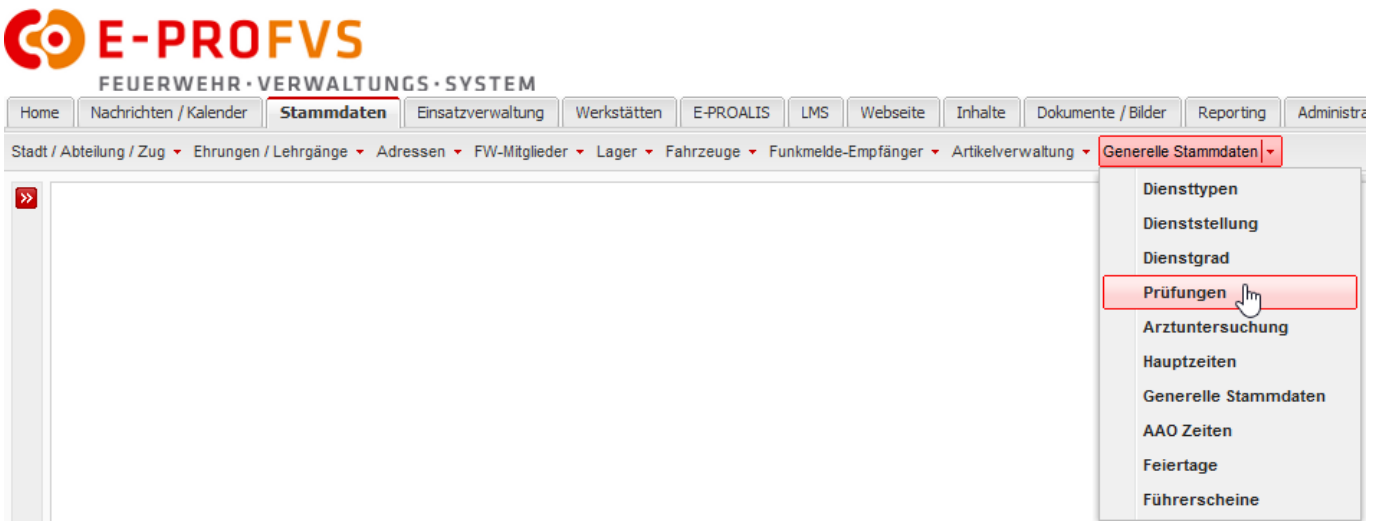 E-PROFVS
FEUERWEHR·VERWALTUNGS·SYSTEM
Home Nachrichten / Kalender Stammdaten Einsatzverwaltung Werkstätten E-PROALIS LMS Webseite Inhalte Dokumente / Bilder Reporting Administra
Stadt / Abteilung / Zug Ehrungen / Lehrgänge Adressen FW-Mitglieder Lager Fahrzeuge Funkmelde-Empfänger Artikelverwaltung Generelle Stammdaten
Diensttypen
Dienststellung
Dienstgrad
Prüfungen
Arztuntersuchung
Hauptzeiten
Generelle Stammdaten
AAO Zeiten
Feiertage
Führerscheine